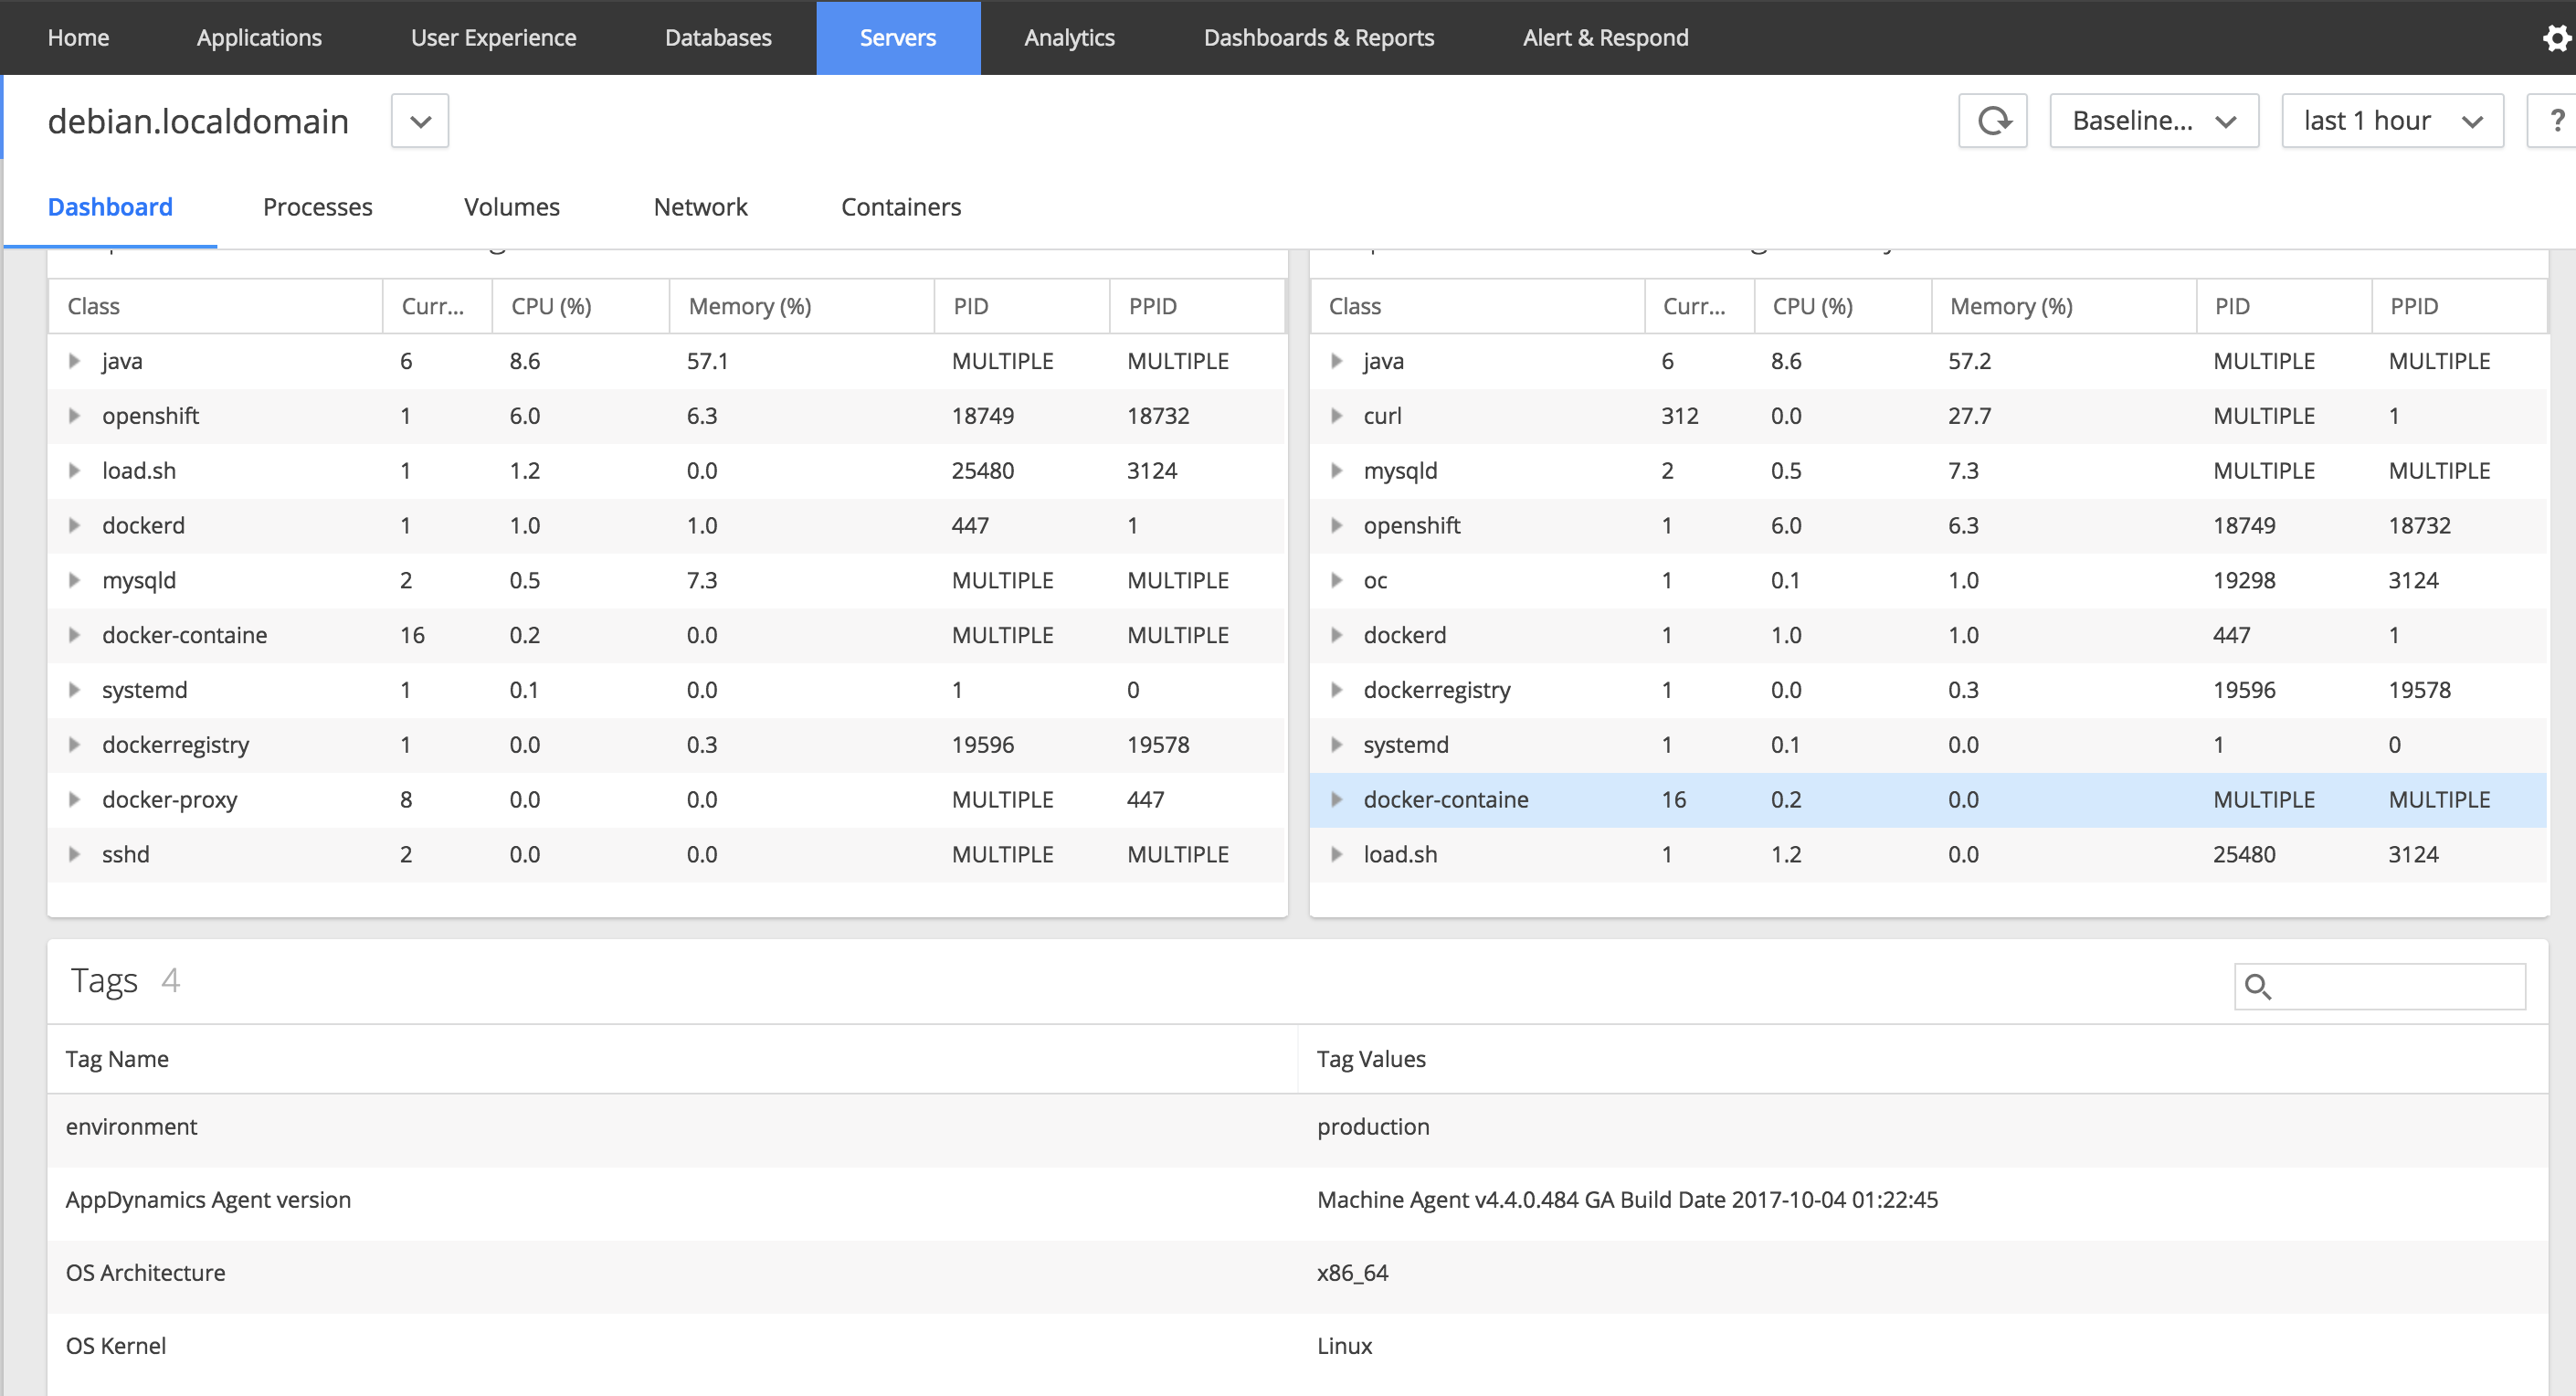 Home Applications User Experience Databases Servers Analytics Dashboards & Reports Alert & Respond
debian.localdomain Baseline... last 1 hour ?
Dashboard Processes Volumes Network Containers
Class Curr... CPU (%) Memory (%) PID PPID
java 6 8.6 57.1 MULTIPLE MULTIPLE
openshift 1 6.0 6.3 18749 18732
load.sh 1 1.2 0.0 25480 3124
dockerd 1 1.0 1.0 447 1
mysqld 2 0.5 7.3 MULTIPLE MULTIPLE
docker-containe 16 0.2 0.0 MULTIPLE MULTIPLE
systemd 1 0.1 0.0 1 0
dockerregistry 1 0.0 0.3 19596 19578
docker-proxy 8 0.0 0.0 MULTIPLE 447
sshd 2 0.0 0.0 MULTIPLE MULTIPLE
Class Curr... CPU (%) Memory (%) PID PPID
java 6 8.6 57.2 MULTIPLE MULTIPLE
curl 312 0.0 27.7 MULTIPLE 1
mysqld 2 0.5 7.3 MULTIPLE MULTIPLE
openshift 1 6.0 6.3 18749 18732
oc 1 0.1 1.0 19298 3124
dockerd 1 1.0 1.0 447 1
dockerregistry 1 0.0 0.3 19596 19578
systemd 1 0.1 0.0 1 0
docker-containe 16 0.2 0.0 MULTIPLE MULTIPLE
load.sh 1 1.2 0.0 25480 3124
Tags 4
Tag Name Tag Values
environment production
AppDynamics Agent version Machine Agent v4.4.0.484 GA Build Date 2017-10-04 01:22:45
OS Architecture x86_64
OS Kernel Linux